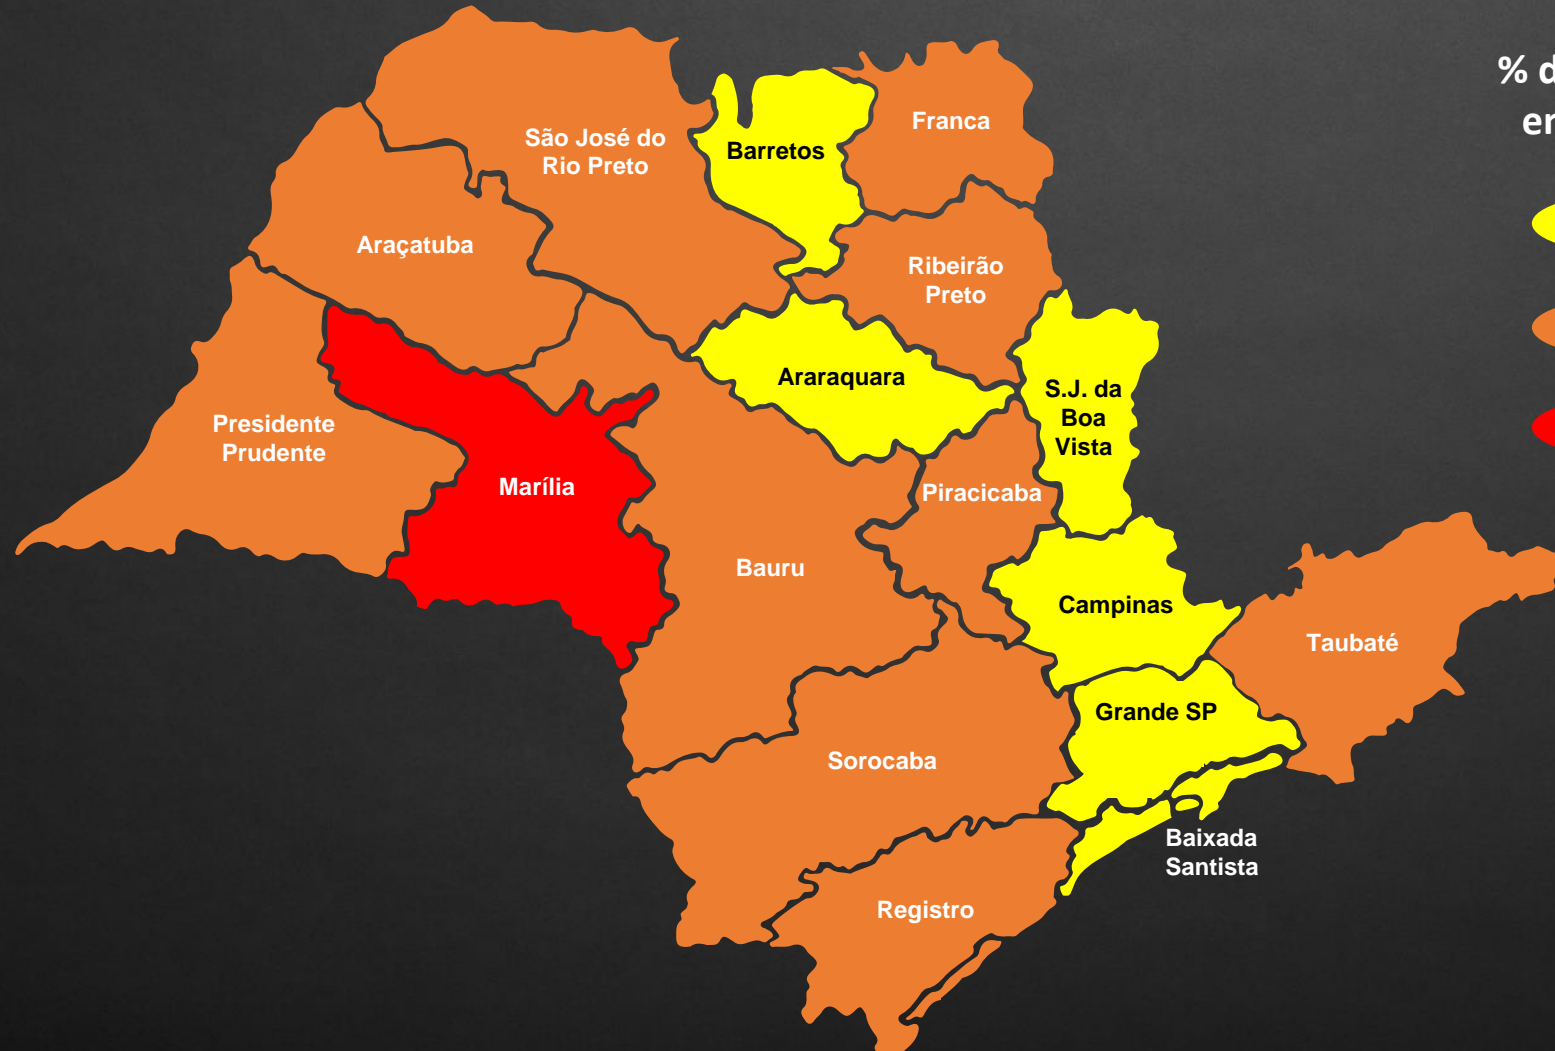 % d
en
São José do
Rio Preto
Barretos
Franca
Araçatuba
Ribeirão
Preto
Araraquara
S.J. da
Boa
Vista
Presidente
Prudente
Marília
Piracicaba
Bauru
Campinas
Taubaté
Grande SP
Sorocaba
Baixada
Santista
Registro